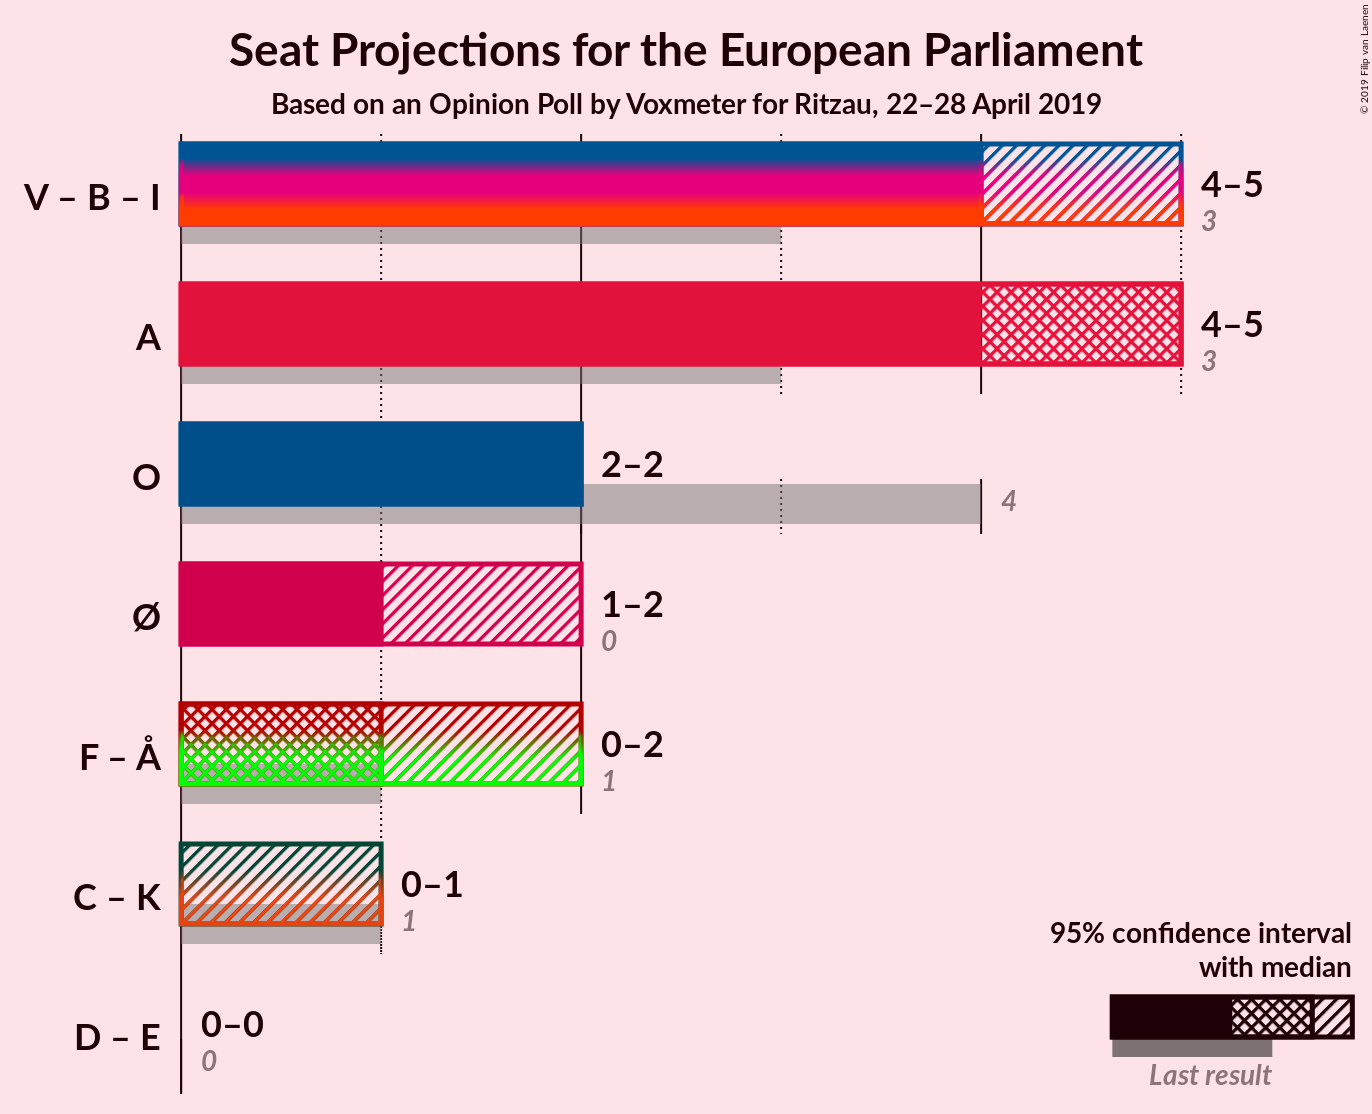 Seat Projections for the European Parliament
Based on an Opinion Poll by Voxmeter for Ritzau, 22–28 April 2019
© 2019 Filip van Laenen
V – B – I
4–5
3
A
4–5
3
O
2–2
4
Ø
1–2
0
F – Å
0–2
1
C – K
0–1
1
D – E
0–0
0
95% confidence interval
with median
Last result